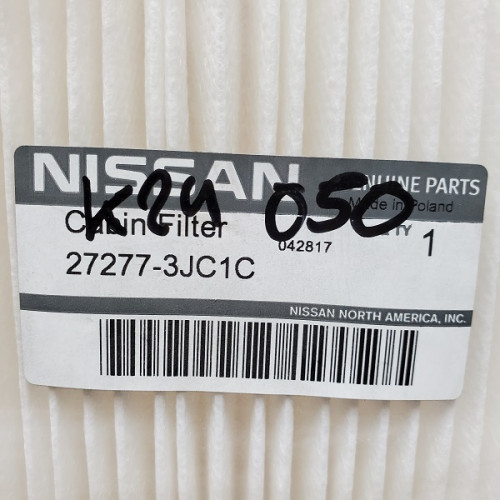 NISSAN GENUINE PARTS
Made in Poland
K24 050
Cabin Filter QTY 1
042817
27277-3JC1C
NISSAN NORTH AMERICA, INC.